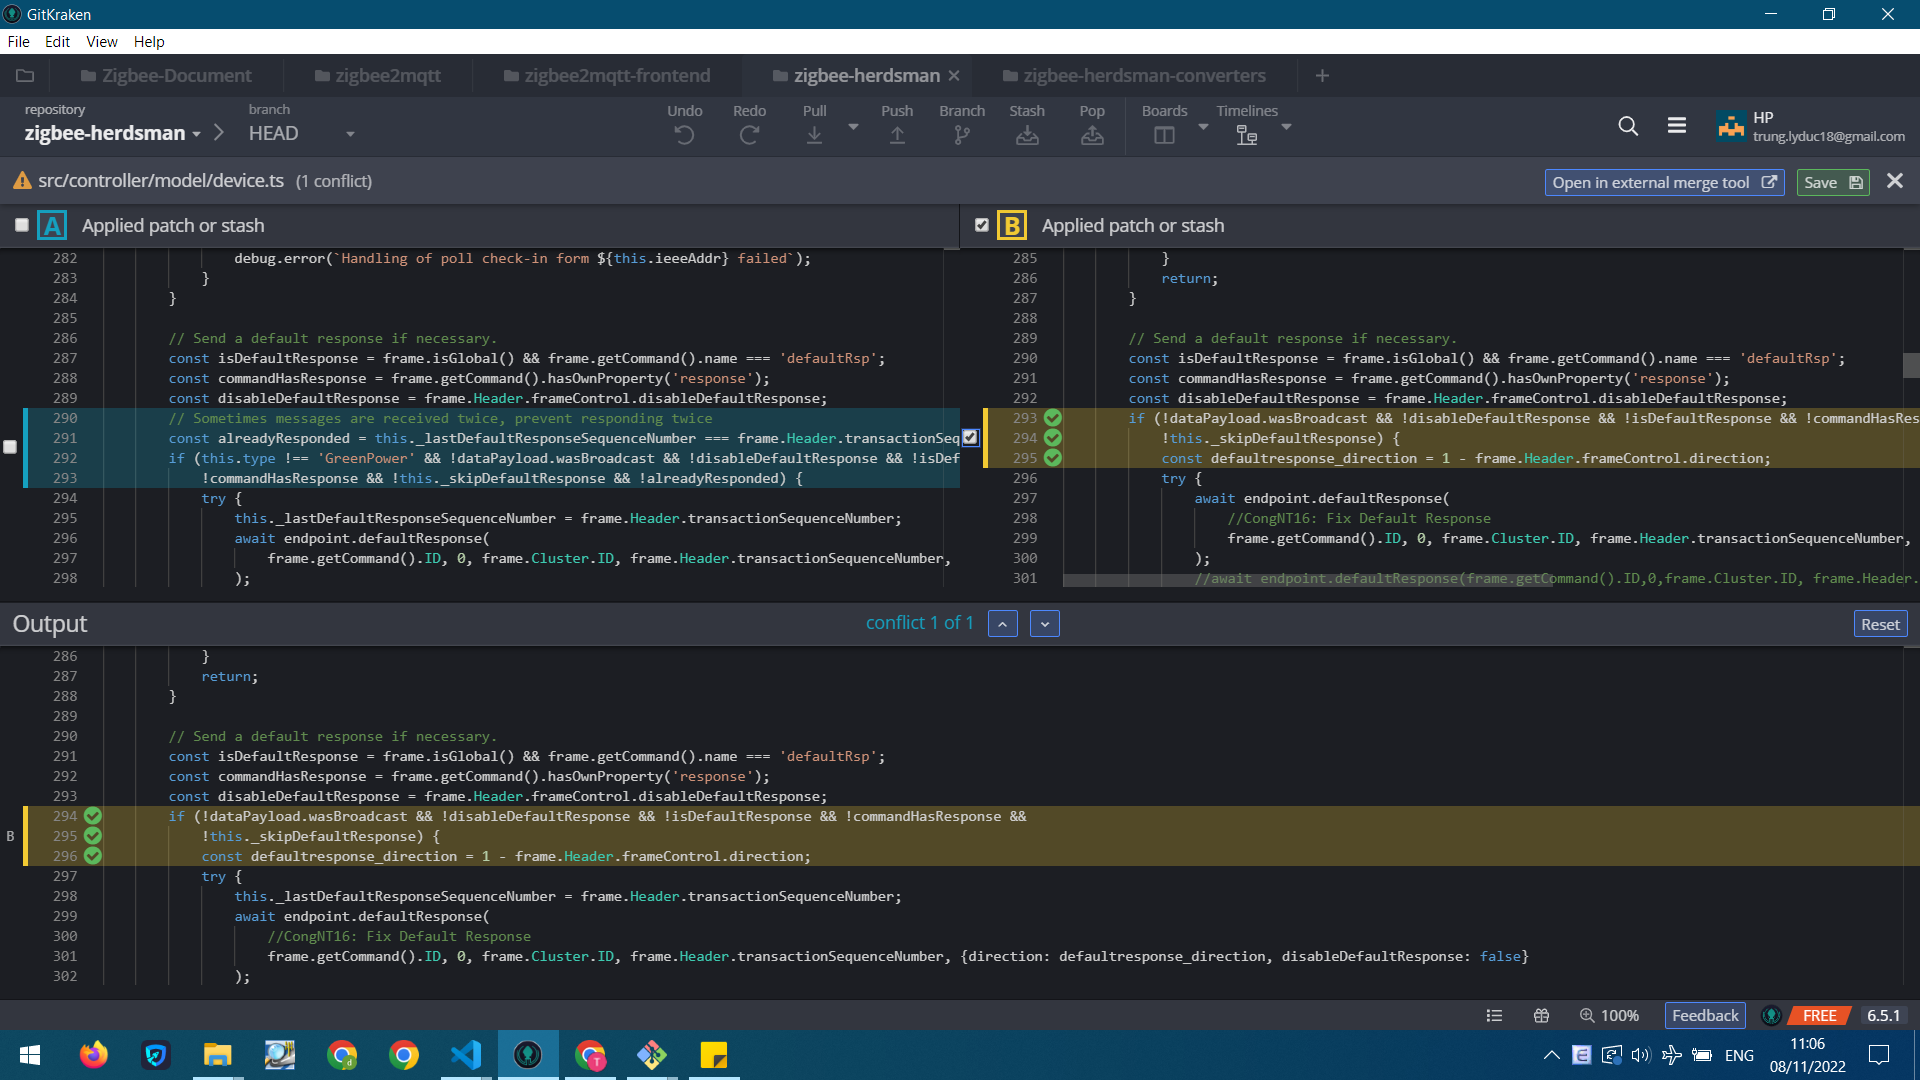 GitKraken
File Edit View Help
Zigbee-Document zigbee2mqtt zigbee2mqtt-frontend zigbee-herdsman zigbee-herdsman-converters
repository branch Undo Redo Pull Push Branch Stash Pop Boards Timelines
zigbee-herdsman HEAD
HP
trung.lyduc18@gmail.com
src/controller/model/device.ts (1 conflict) Open in external merge tool Save
A Applied patch or stash
282 debug.error(`Handling of poll check-in form ${this.ieeeAddr} failed`);
283 }
284 }
285
286 // Send a default response if necessary.
287 const isDefaultResponse = frame.isGlobal() && frame.getCommand().name === 'defaultRsp';
288 const commandHasResponse = frame.getCommand().hasOwnProperty('response');
289 const disableDefaultResponse = frame.Header.frameControl.disableDefaultResponse;
290 // Sometimes messages are received twice, prevent responding twice
291 const alreadyResponded = this._lastDefaultResponseSequenceNumber === frame.Header.transactionSeq
292 if (this.type !== 'GreenPower' && !dataPayload.wasBroadcast && !disableDefaultResponse && !isDef
293 !commandHasResponse && !this._skipDefaultResponse && !alreadyResponded) {
294 try {
295 this._lastDefaultResponseSequenceNumber = frame.Header.transactionSequenceNumber;
296 await endpoint.defaultResponse(
297 frame.getCommand().ID, 0, frame.Cluster.ID, frame.Header.transactionSequenceNumber,
298 );
B Applied patch or stash
285 }
286 return;
287 }
288
289 // Send a default response if necessary.
290 const isDefaultResponse = frame.isGlobal() && frame.getCommand().name === 'defaultRsp';
291 const commandHasResponse = frame.getCommand().hasOwnProperty('response');
292 const disableDefaultResponse = frame.Header.frameControl.disableDefaultResponse;
293 if (!dataPayload.wasBroadcast && !disableDefaultResponse && !isDefaultResponse && !commandHasRes
294 !this._skipDefaultResponse) {
295 const defaultresponse_direction = 1 - frame.Header.frameControl.direction;
296 try {
297 await endpoint.defaultResponse(
298 //CongNT16: Fix Default Response
299 frame.getCommand().ID, 0, frame.Cluster.ID, frame.Header.transactionSequenceNumber,
300 );
301 //await endpoint.defaultResponse(frame.getCommand().ID,0,frame.Cluster.ID, frame.Header.
Output conflict 1 of 1 Reset
286 }
287 return;
288 }
289
290 // Send a default response if necessary.
291 const isDefaultResponse = frame.isGlobal() && frame.getCommand().name === 'defaultRsp';
292 const commandHasResponse = frame.getCommand().hasOwnProperty('response');
293 const disableDefaultResponse = frame.Header.frameControl.disableDefaultResponse;
294 if (!dataPayload.wasBroadcast && !disableDefaultResponse && !isDefaultResponse && !commandHasResponse &&
B 295 !this._skipDefaultResponse) {
296 const defaultresponse_direction = 1 - frame.Header.frameControl.direction;
297 try {
298 this._lastDefaultResponseSequenceNumber = frame.Header.transactionSequenceNumber;
299 await endpoint.defaultResponse(
300 //CongNT16: Fix Default Response
301 frame.getCommand().ID, 0, frame.Cluster.ID, frame.Header.transactionSequenceNumber, {direction: defaultresponse_direction, disableDefaultResponse: false}
302 );
100% Feedback FREE 6.5.1
ENG
11:06
08/11/2022